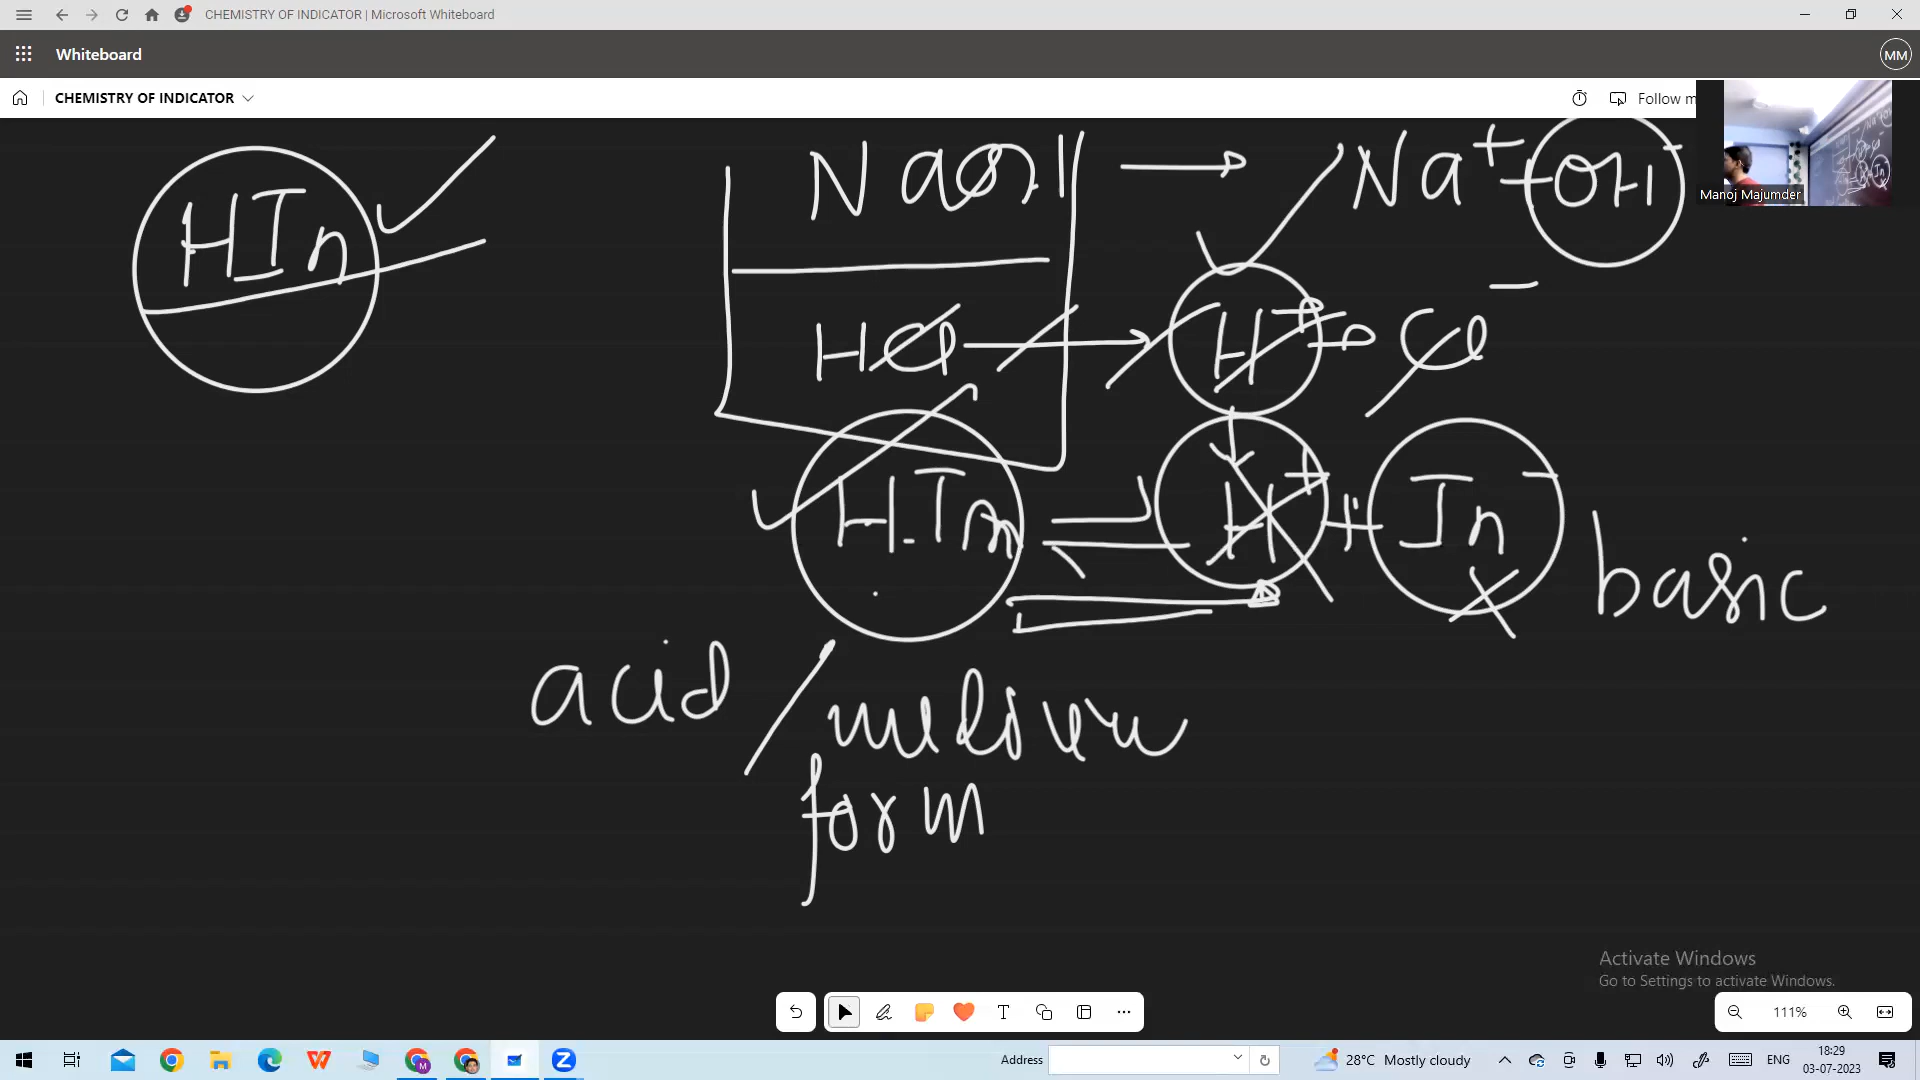 CHEMISTRY OF INDICATOR | Microsoft Whiteboard
Whiteboard
MM
CHEMISTRY OF INDICATOR
Follow m
Manoj Majumder
HIn
NaOH → Na⁺ + OH⁻
HCl → H⁺ + Cl⁻
HIn ⇌ H⁺ + In⁻
basic
acid
form
Activate Windows
Go to Settings to activate Windows.
111%
Address
28°C Mostly cloudy
ENG
18:29
03-07-2023